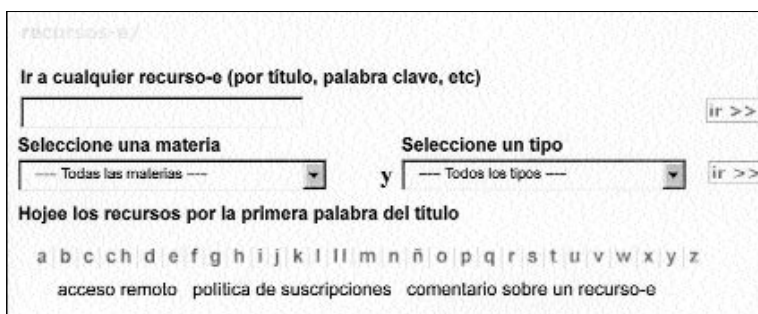 recursos-e/
Ir a cualquier recurso-e (por título, palabra clave, etc)
ir >>
Seleccione una materia Seleccione un tipo
---- Todas las materias ---- y ---- Todos los tipos ---- ir >>
Hojee los recursos por la primera palabra del título
a|b|c|ch|d|e|f|g|h|i|j|k|l|ll|m|n|ñ|o|p|q|r|s|t|u|v|w|x|y|z
acceso remoto politica de suscripciones comentario sobre un recurso-e